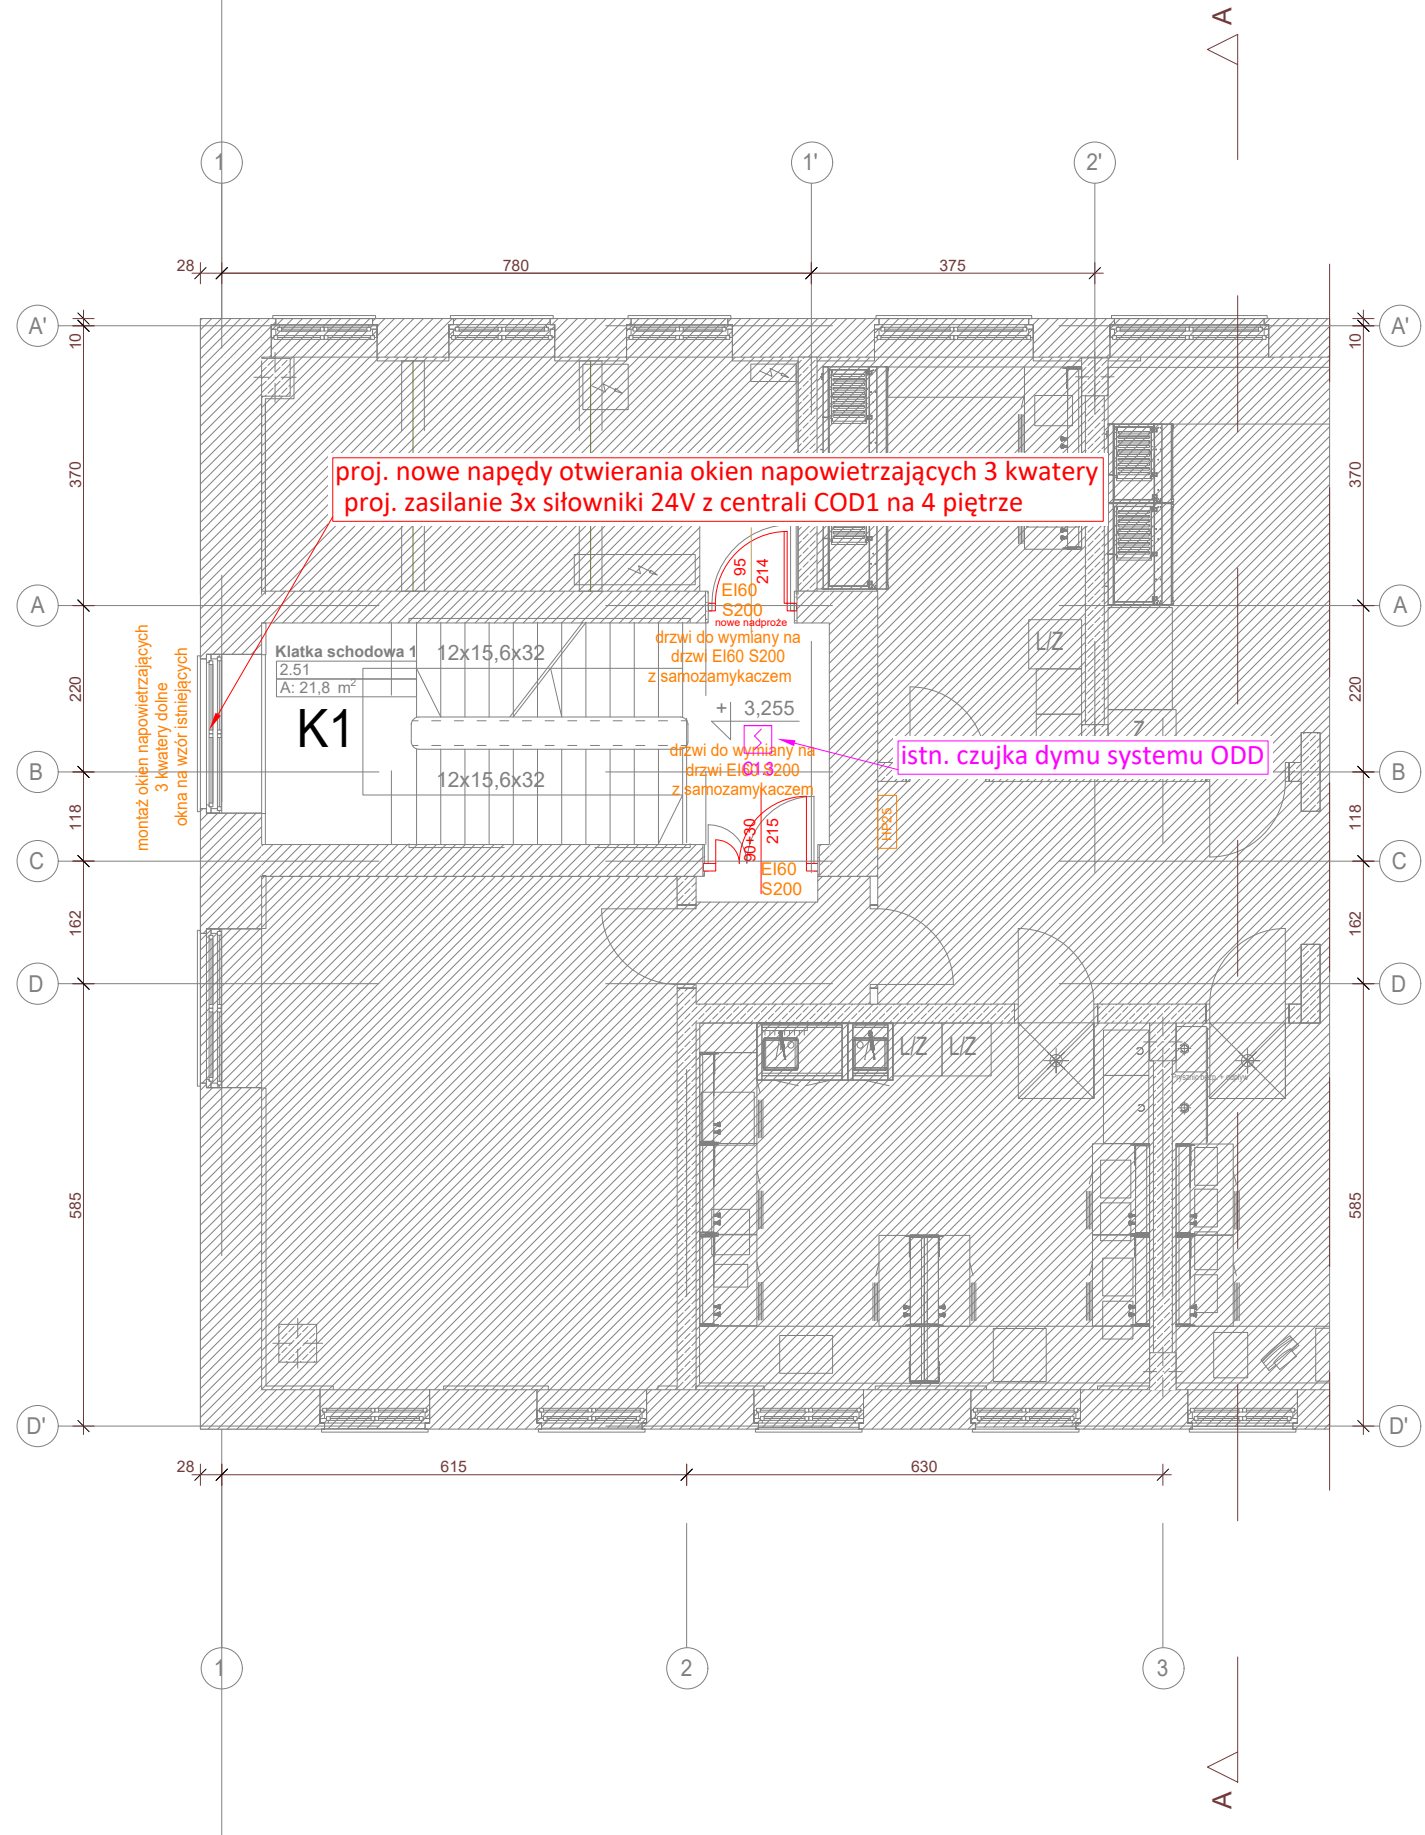 A
1
1'
2'
28
780
375
A'
A'
10
10
370
370
proj. nowe napędy otwierania okien napowietrzających 3 kwatery
proj. zasilanie 3x siłowniki 24V z centrali COD1 na 4 piętrze
95
214
EI60
S200
nowe nadproże
A
A
drzwi do wymiany na
drzwi EI60 S200
z samozamykaczem
L/Z
Klatka schodowa 1
2.51
A: 21,8 m²
12x15,6x32
K1
montaż okien napowietrzających
3 kwatery dolne
okna na wzór istniejących
220
220
+ 3,255
Z
istn. czujka dymu systemu ODD
drzwi do wymiany na
drzwi EI60 S200
z samozamykaczem
B
B
12x15,6x32
118
118
90+30
215
HP25
EI60
S200
C
C
162
162
D
D
L/Z
L/Z
585
585
D'
D'
28
615
630
1
2
3
A